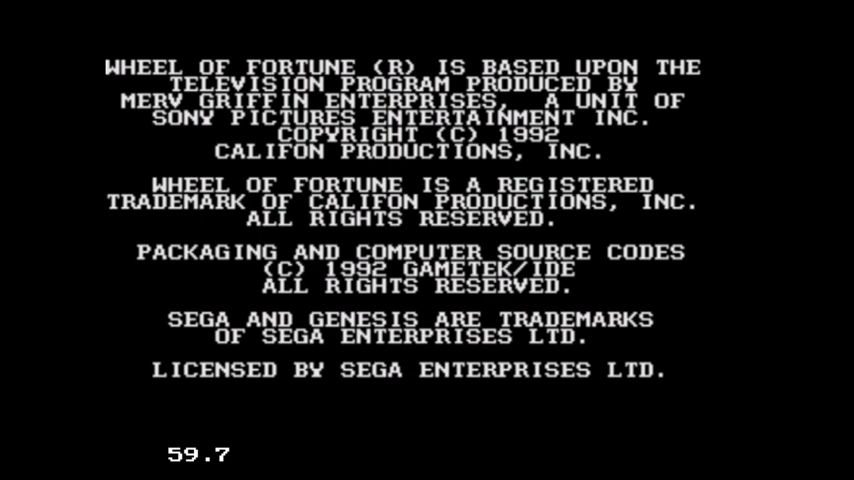 WHEEL OF FORTUNE (R) IS BASED UPON THE
TELEVISION PROGRAM PRODUCED BY
MERV GRIFFIN ENTERPRISES, A UNIT OF
SONY PICTURES ENTERTAINMENT INC.
COPYRIGHT (C) 1992
CALIFON PRODUCTIONS, INC.
WHEEL OF FORTUNE IS A REGISTERED
TRADEMARK OF CALIFON PRODUCTIONS, INC.
ALL RIGHTS RESERVED.
PACKAGING AND COMPUTER SOURCE CODES
(C) 1992 GAMETEK/IDE
ALL RIGHTS RESERVED.
SEGA AND GENESIS ARE TRADEMARKS
OF SEGA ENTERPRISES LTD.
LICENSED BY SEGA ENTERPRISES LTD.
59.7